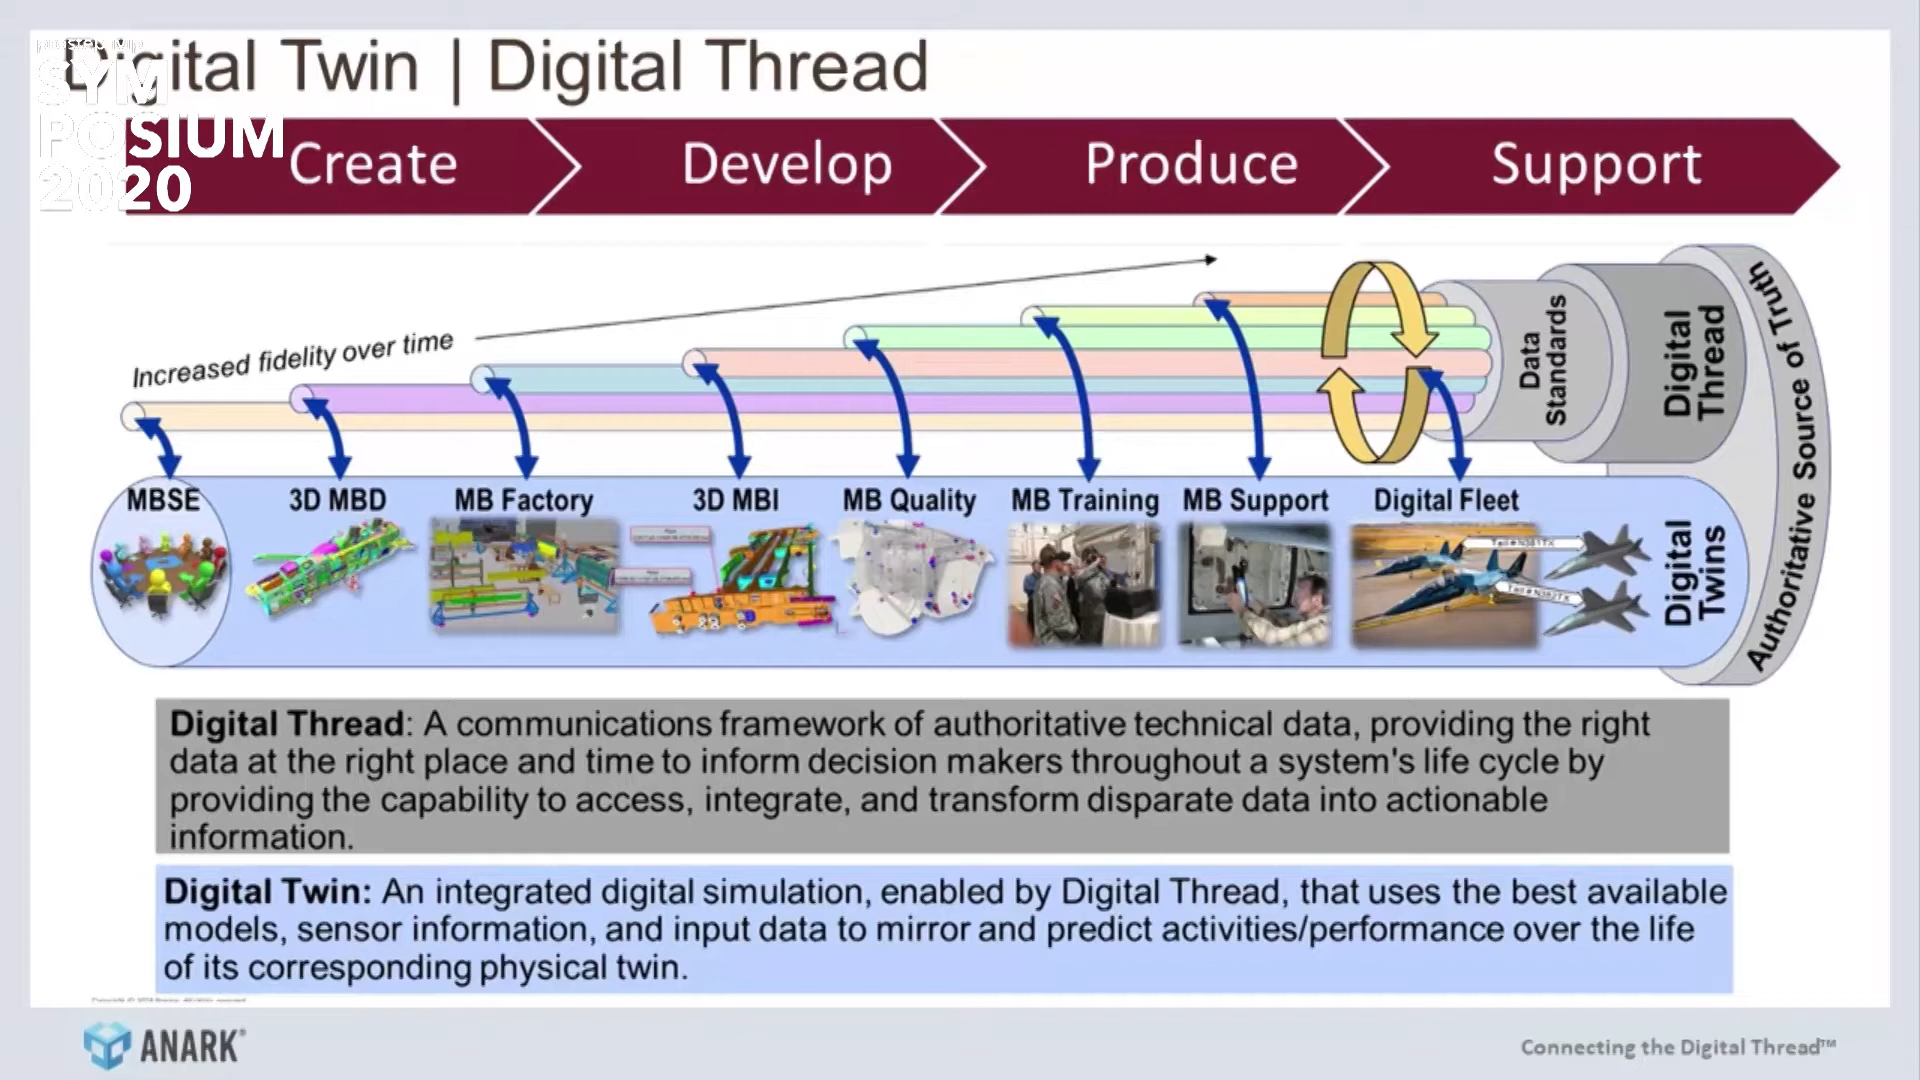 prostep ivip
SYM
POSIUM
2020
Digital Twin | Digital Thread
Create
Develop
Produce
Support
Increased fidelity over time
Data
Standards
Digital
Thread
Authoritative Source of Truth
MBSE
3D MBD
MB Factory
3D MBI
MB Quality
MB Training
MB Support
Digital Fleet
Digital
Twins
Digital Thread: A communications framework of authoritative technical data, providing the right
data at the right place and time to inform decision makers throughout a system's life cycle by
providing the capability to access, integrate, and transform disparate data into actionable
information.
Digital Twin: An integrated digital simulation, enabled by Digital Thread, that uses the best available
models, sensor information, and input data to mirror and predict activities/performance over the life
of its corresponding physical twin.
ANARK®
Connecting the Digital Thread™